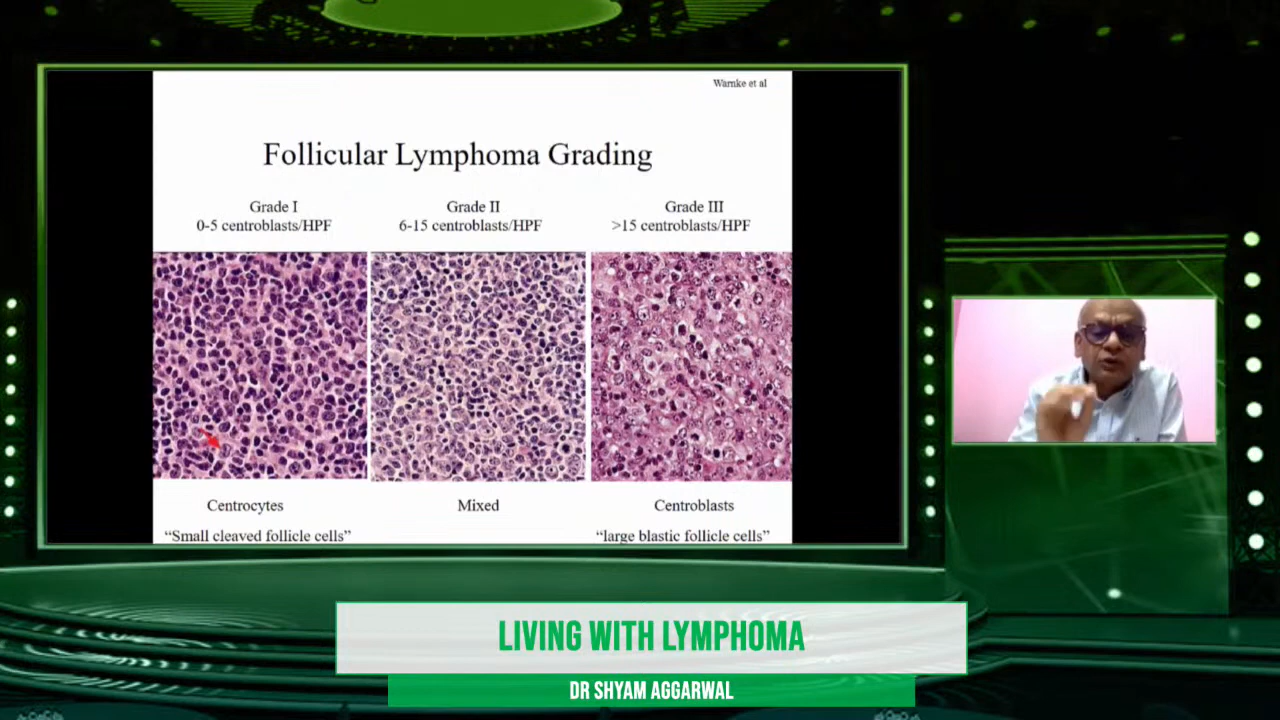 Warnke et al
Follicular Lymphoma Grading
Grade I
0-5 centroblasts/HPF
Grade II
6-15 centroblasts/HPF
Grade III
>15 centroblasts/HPF
Centrocytes
Mixed
Centroblasts
“Small cleaved follicle cells”
“large blastic follicle cells”
LIVING WITH LYMPHOMA
DR SHYAM AGGARWAL